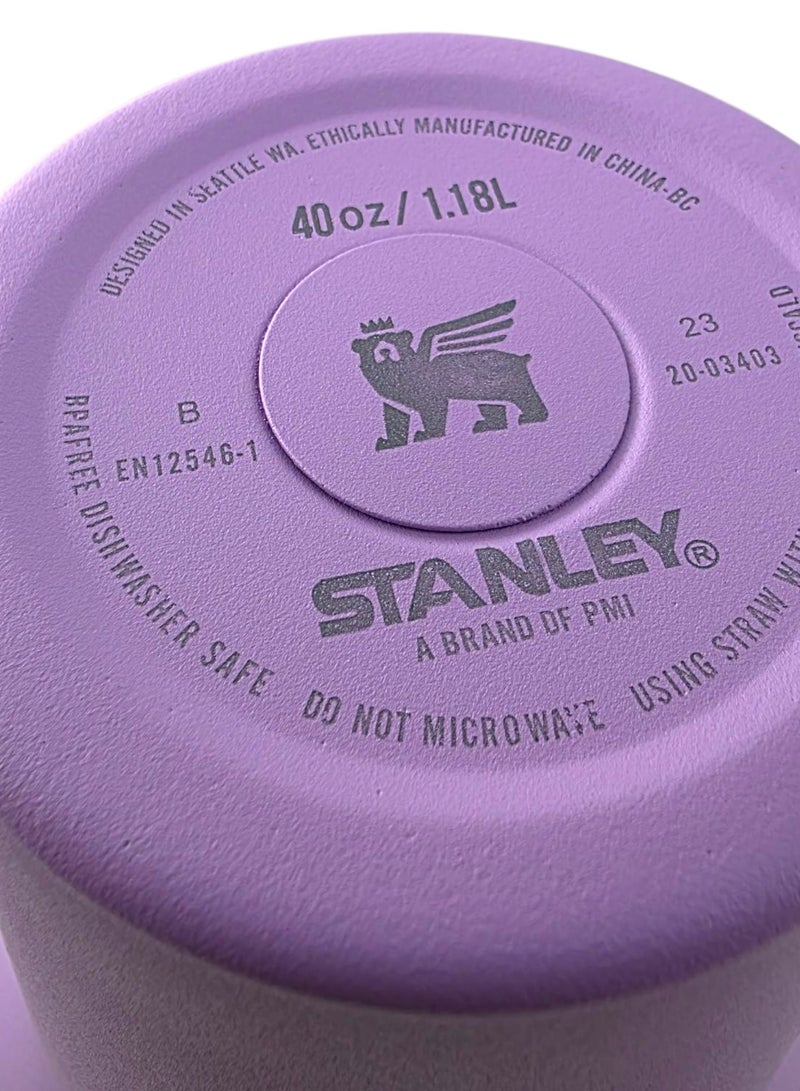 DESIGNED IN SEATTLE WA. ETHICALLY MANUFACTURED IN CHINA-BC
40 oz / 1.18L
23
20-03403
B
EN12546-1
STANLEY®
A BRAND OF PMI
BPAFREE DISHWASHER SAFE DO NOT MICROWAVE USING STRAW WITH